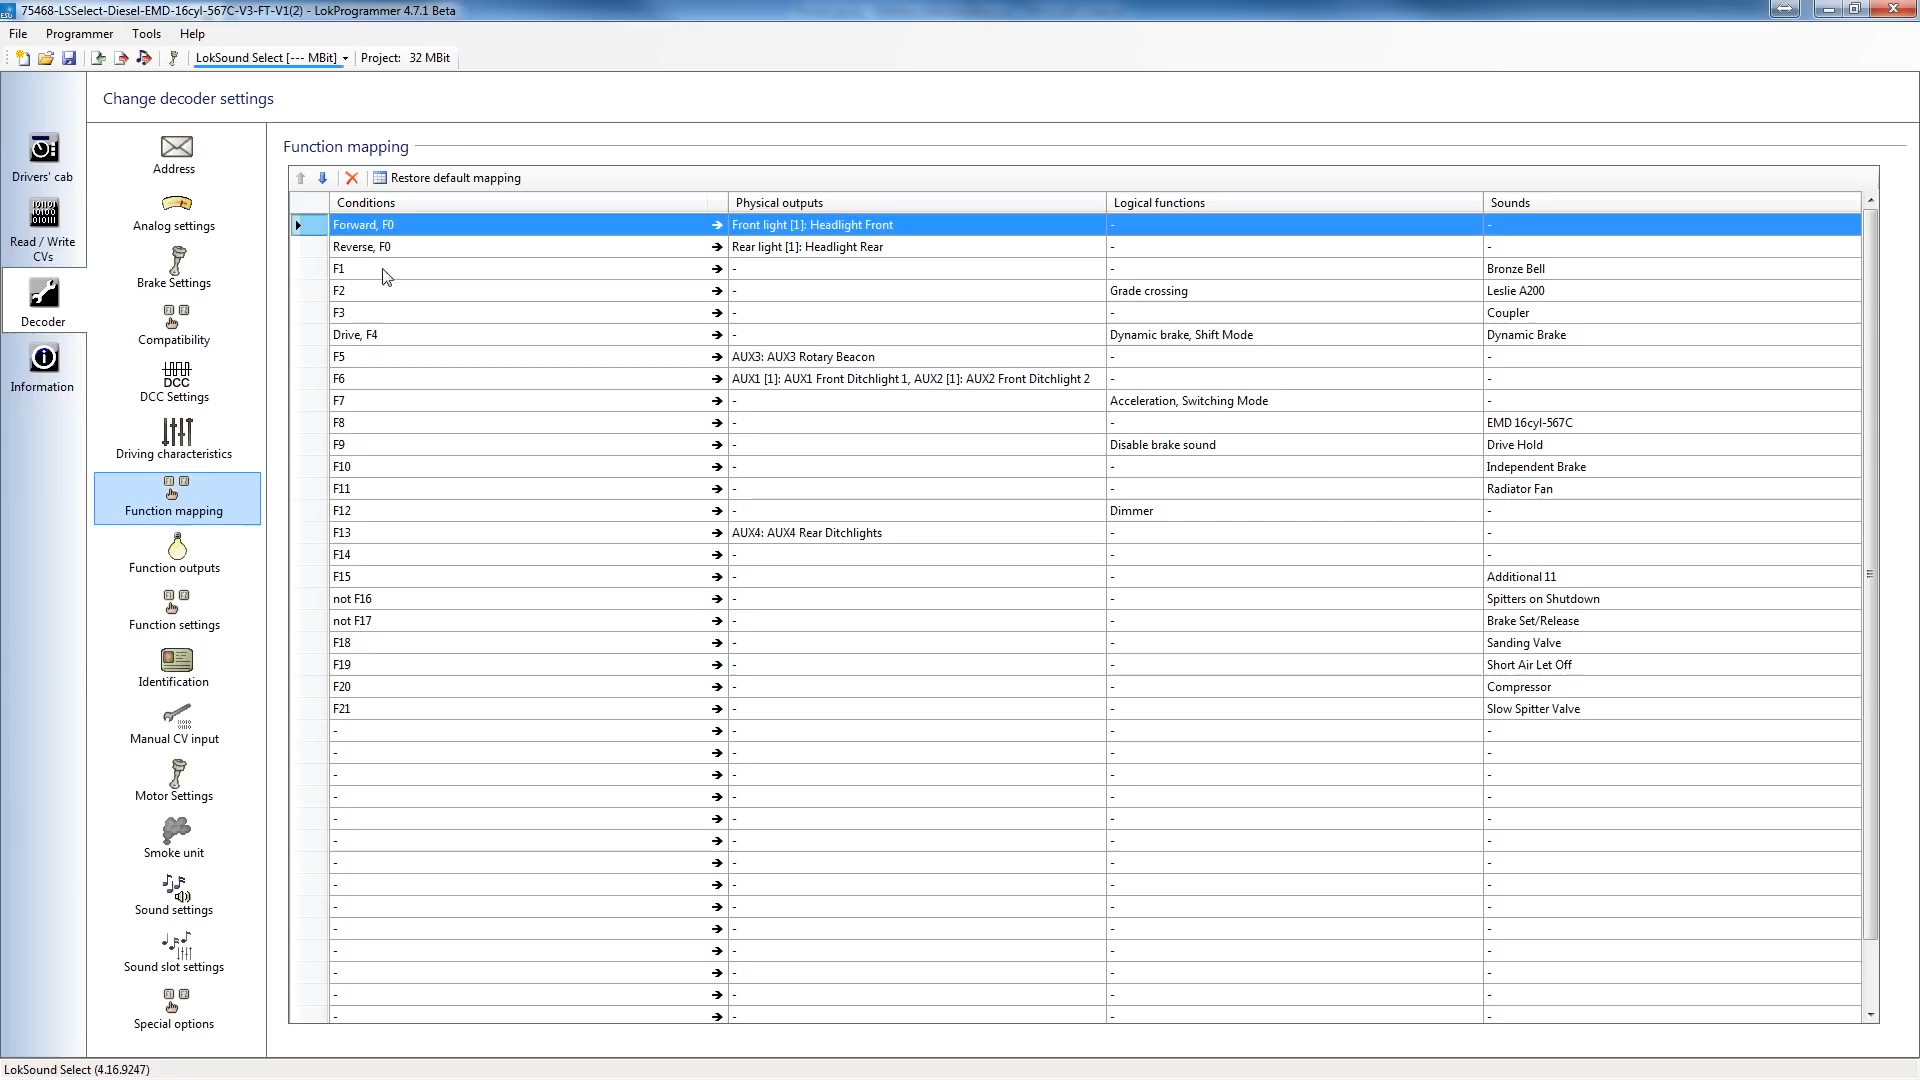 75468-LSSelect-Diesel-EMD-16cyl-567C-V3-FT-V1(2) - LokProgrammer 4.7.1 Beta
File Programmer Tools Help
LokSound Select [--- MBit] Project: 32 MBit
Change decoder settings
Drivers' cab
Read / Write
CVs
Decoder
Information
Address
Analog settings
Brake Settings
Compatibility
DCC
DCC Settings
Driving characteristics
Function mapping
Function outputs
Function settings
Identification
Manual CV input
Motor Settings
Smoke unit
Sound settings
Sound slot settings
Special options
Function mapping
Restore default mapping
Conditions Physical outputs Logical functions Sounds
Forward, F0 Front light [1]: Headlight Front - -
Reverse, F0 Rear light [1]: Headlight Rear - -
F1 - - Bronze Bell
F2 - Grade crossing Leslie A200
F3 - - Coupler
Drive, F4 - Dynamic brake, Shift Mode Dynamic Brake
F5 AUX3: AUX3 Rotary Beacon - -
F6 AUX1 [1]: AUX1 Front Ditchlight 1, AUX2 [1]: AUX2 Front Ditchlight 2 - -
F7 - Acceleration, Switching Mode -
F8 - - EMD 16cyl-567C
F9 - Disable brake sound Drive Hold
F10 - - Independent Brake
F11 - - Radiator Fan
F12 - Dimmer -
F13 AUX4: AUX4 Rear Ditchlights - -
F14 - - -
F15 - - Additional 11
not F16 - - Spitters on Shutdown
not F17 - - Brake Set/Release
F18 - - Sanding Valve
F19 - - Short Air Let Off
F20 - - Compressor
F21 - - Slow Spitter Valve
- - - -
- - - -
- - - -
- - - -
- - - -
- - - -
- - - -
- - - -
- - - -
- - - -
- - - -
- - - -
- - - -
- - - -
LokSound Select (4.16.9247)